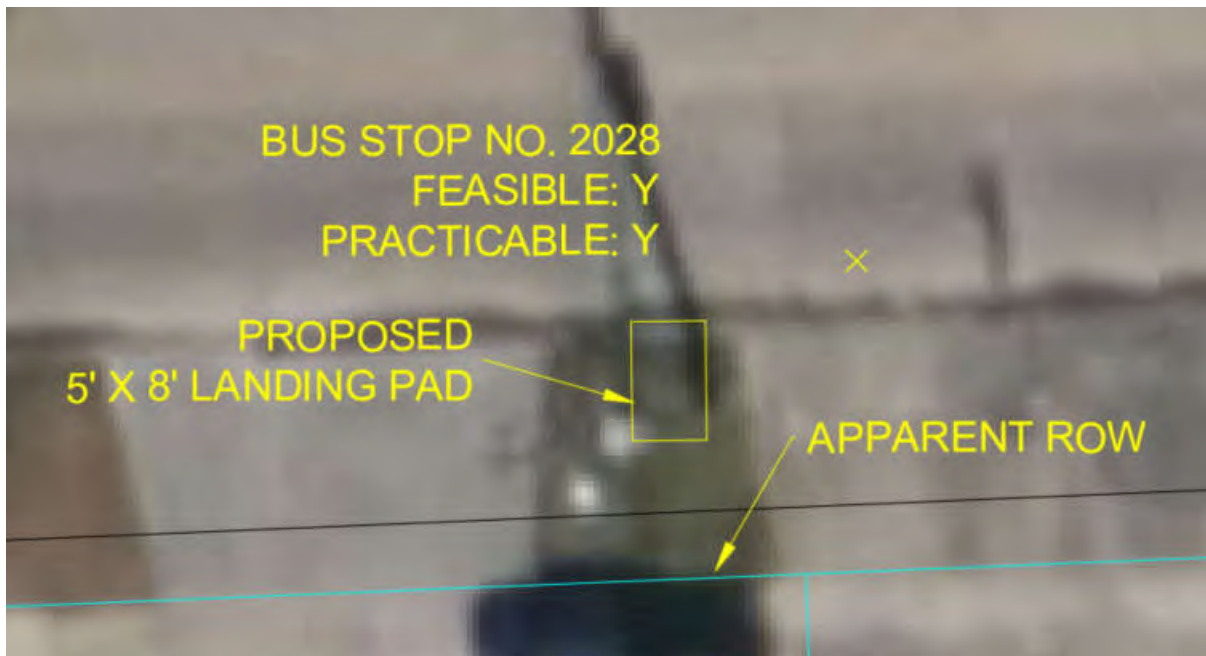 BUS STOP NO. 2028
FEASIBLE: Y
PRACTICABLE: Y
PROPOSED
5' X 8' LANDING PAD
APPARENT ROW